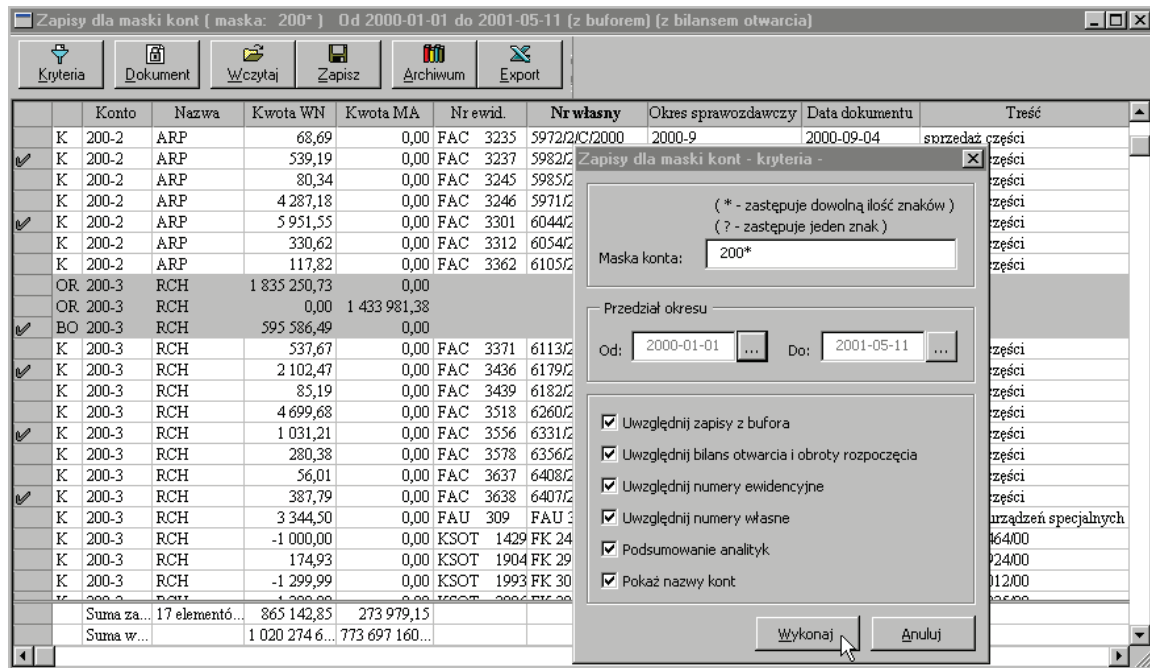 Zapisy dla maski kont ( maska: 200* ) Od 2000-01-01 do 2001-05-11 (z buforem) (z bilansem otwarcia)
Kryteria Dokument Wczytaj Zapisz Archiwum Export
Konto Nazwa Kwota WN Kwota MA Nr ewid. Nr własny Okres sprawozdawczy Data dokumentu Treść
K 200-2 ARP 68,69 0,00 FAC 3235 5972/2/C/2000 2000-9 2000-09-04 sprzedaż części
K 200-2 ARP 539,19 0,00 FAC 3237 5982/2
K 200-2 ARP 80,34 0,00 FAC 3245 5985/2
K 200-2 ARP 4 287,18 0,00 FAC 3246 5971/2
K 200-2 ARP 5 951,55 0,00 FAC 3301 6044/2
K 200-2 ARP 330,62 0,00 FAC 3312 6054/2
K 200-2 ARP 117,82 0,00 FAC 3362 6105/2
OR 200-3 RCH 1 835 250,73 0,00
OR 200-3 RCH 0,00 1 433 981,38
BO 200-3 RCH 595 586,49 0,00
K 200-3 RCH 537,67 0,00 FAC 3371 6113/2
K 200-3 RCH 2 102,47 0,00 FAC 3436 6179/2
K 200-3 RCH 85,19 0,00 FAC 3439 6182/2
K 200-3 RCH 4 699,68 0,00 FAC 3518 6260/2
K 200-3 RCH 1 031,21 0,00 FAC 3556 6331/2
K 200-3 RCH 280,38 0,00 FAC 3578 6356/2
K 200-3 RCH 56,01 0,00 FAC 3637 6408/2
K 200-3 RCH 387,79 0,00 FAC 3638 6407/2
K 200-3 RCH 3 344,50 0,00 FAU 309 FAU specjalnych
K 200-3 RCH -1 000,00 0,00 KSOT 1429 FK 24 464/00
K 200-3 RCH 174,93 0,00 KSOT 1904 FK 29 924/00
K 200-3 RCH -1 299,99 0,00 KSOT 1993 FK 30 012/00
Suma za... 17 elementó... 865 142,85 273 979,15
Suma w... 1 020 274 6... 773 697 160...
Zapisy dla maski kont - kryteria -
( * - zastępuje dowolną ilość znaków )
( ? - zastępuje jeden znak )
Maska konta: 200*
Przedział okresu
Od: 2000-01-01 ... Do: 2001-05-11 ...
Uwzględnij zapisy z bufora
Uwzględnij bilans otwarcia i obroty rozpoczęcia
Uwzględnij numery ewidencyjne
Uwzględnij numery własne
Podsumowanie analityk
Pokaż nazwy kont
Wykonaj Anuluj